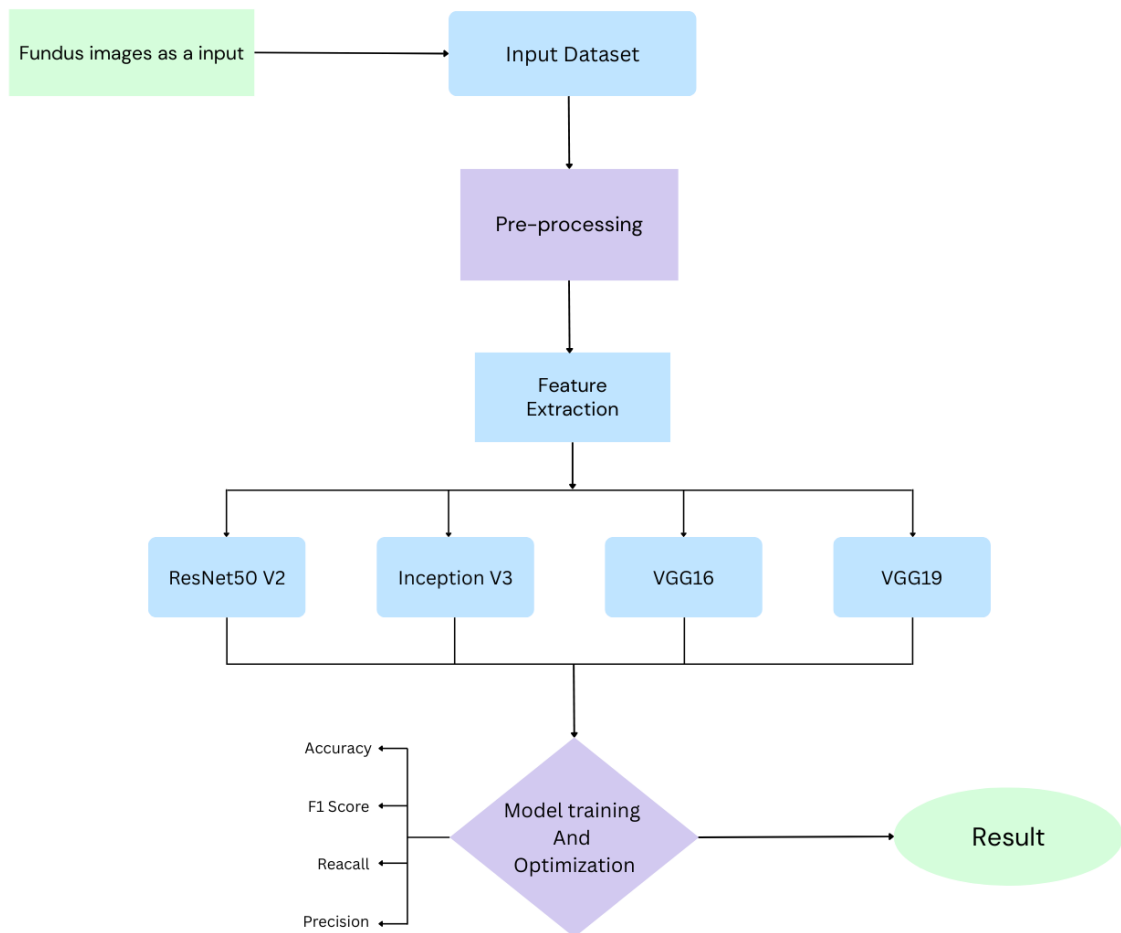 Fundus images as a input
Input Dataset
Pre-processing
Feature
Extraction
ResNet50 V2
Inception V3
VGG16
VGG19
Accuracy
F1 Score
Reacall
Precision
Model training
And
Optimization
Result